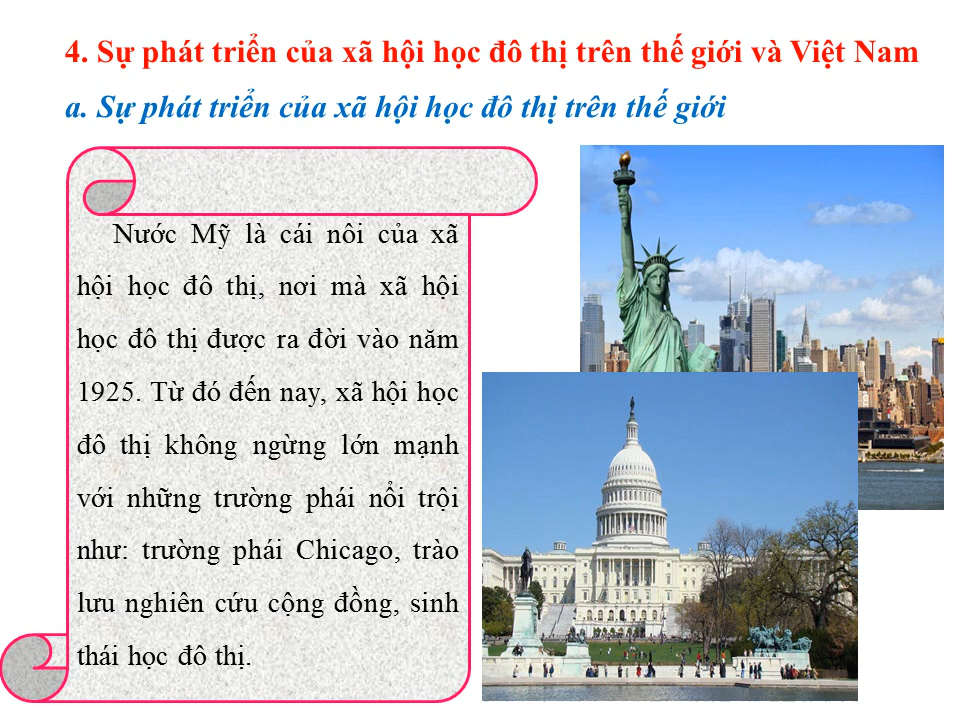 4. Sự phát triển của xã hội học đô thị trên thế giới và Việt Nam
a. Sự phát triển của xã hội học đô thị trên thế giới
Nước Mỹ là cái nôi của xã
hội học đô thị, nơi mà xã hội
học đô thị được ra đời vào năm
1925. Từ đó đến nay, xã hội học
đô thị không ngừng lớn mạnh
với những trường phái nổi trội
như: trường phái Chicago, trào
lưu nghiên cứu cộng đồng, sinh
thái học đô thị.